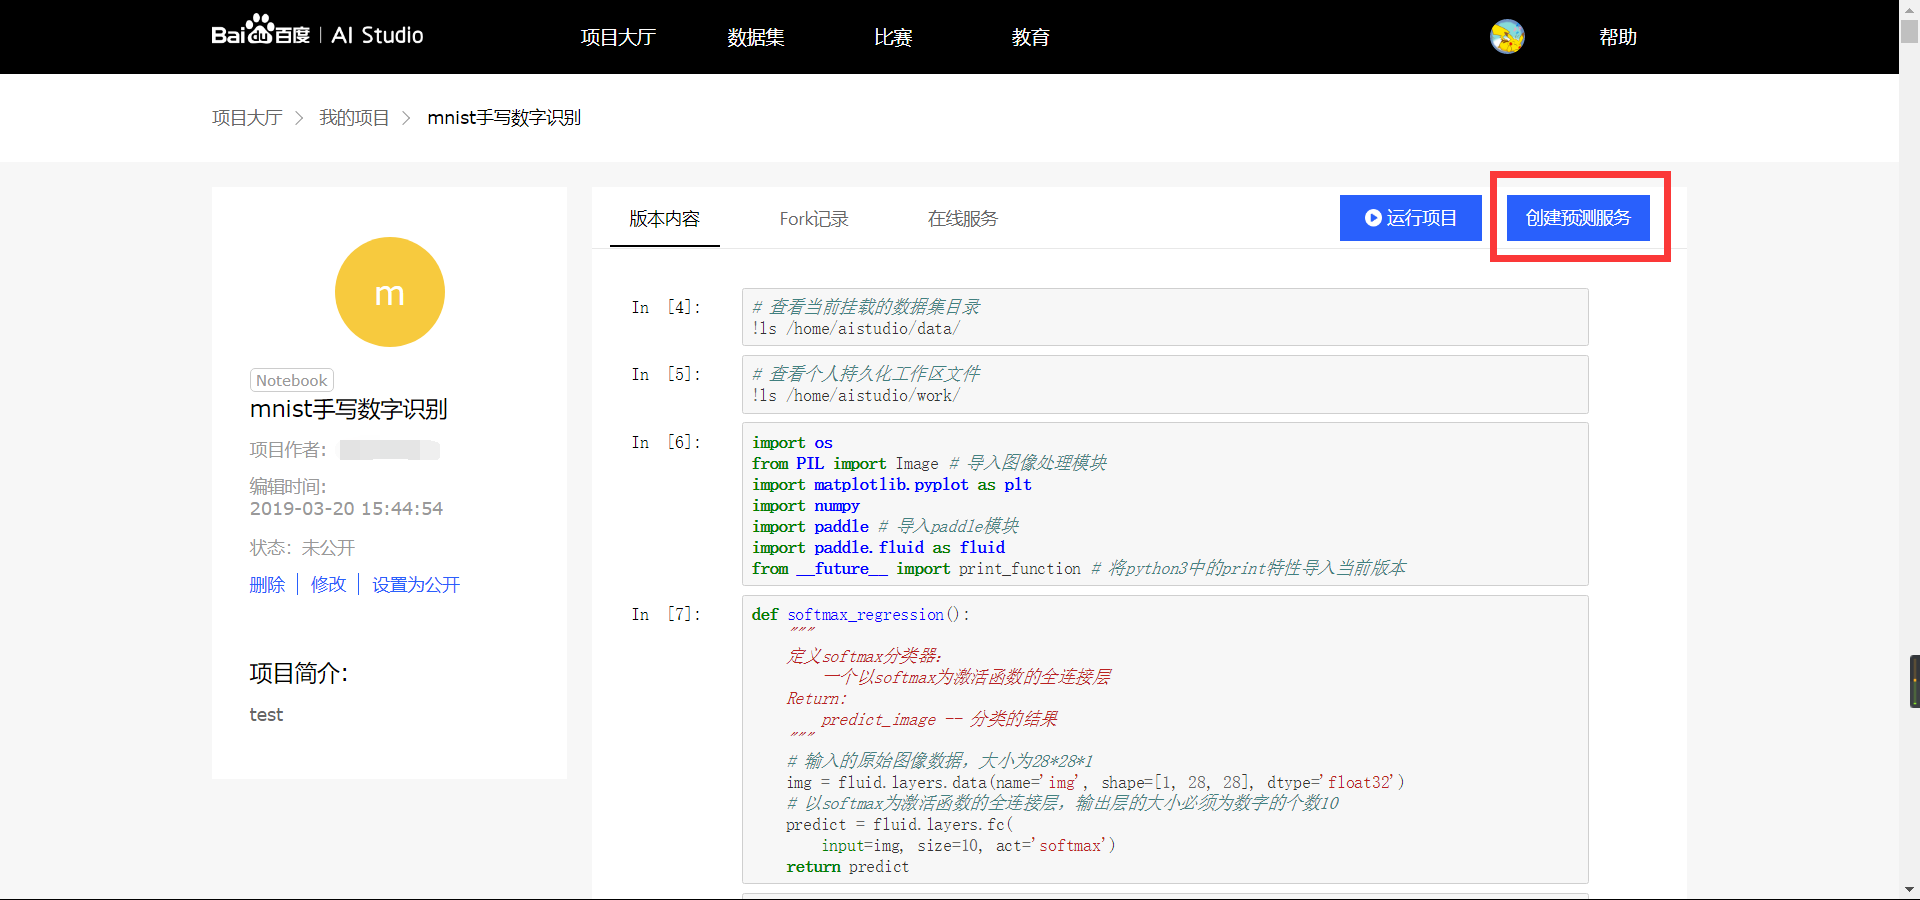 Bai du 百度 | AI Studio
项目大厅
数据集
比赛
教育
帮助
项目大厅 > 我的项目 > mnist手写数字识别
m
Notebook
mnist手写数字识别
项目作者:
编辑时间:
2019-03-20 15:44:54
状态: 未公开
删除 | 修改 | 设置为公开
项目简介:
test
版本内容
Fork记录
在线服务
运行项目
创建预测服务
In [4]:
# 查看当前挂载的数据集目录
!ls /home/aistudio/data/
In [5]:
# 查看个人持久化工作区文件
!ls /home/aistudio/work/
In [6]:
import os
from PIL import Image # 导入图像处理模块
import matplotlib.pyplot as plt
import numpy
import paddle # 导入paddle模块
import paddle.fluid as fluid
from __future__ import print_function # 将python3中的print特性导入当前版本
In [7]:
def softmax_regression():
"""
定义softmax分类器:
一个以softmax为激活函数的全连接层
Return:
predict_image -- 分类的结果
"""
# 输入的原始图像数据，大小为28*28*1
img = fluid.layers.data(name='img', shape=[1, 28, 28], dtype='float32')
# 以softmax为激活函数的全连接层，输出层的大小必须为数字的个数10
predict = fluid.layers.fc(
input=img, size=10, act='softmax')
return predict